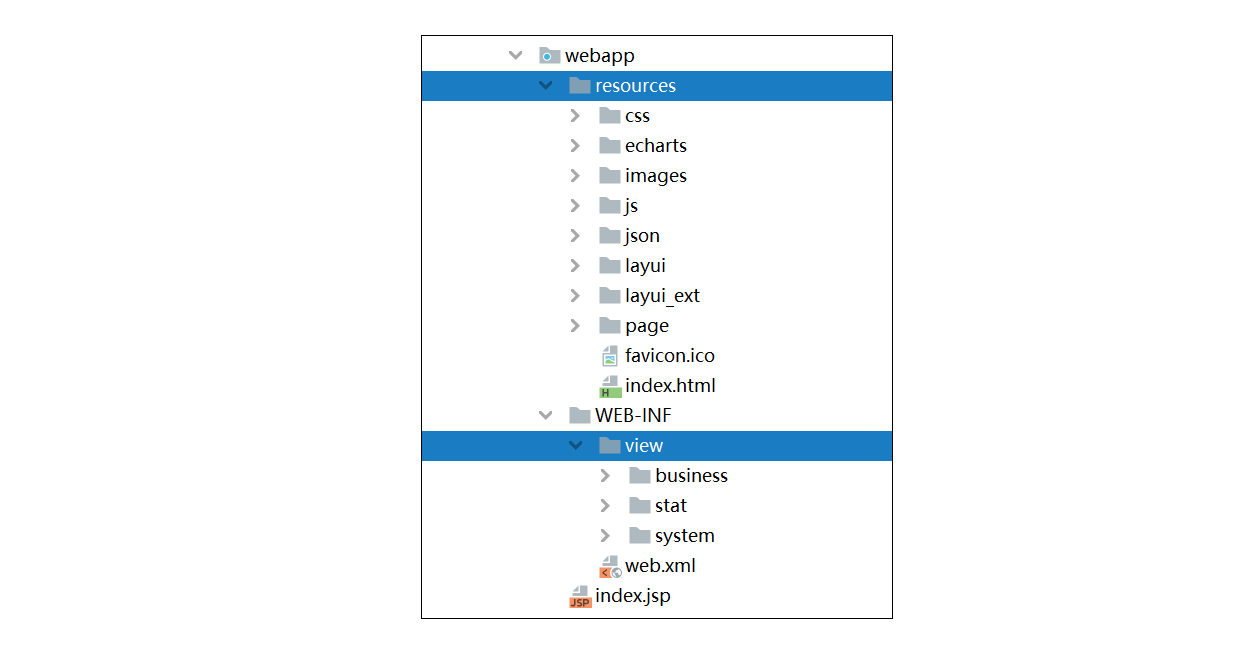 webapp
resources
css
echarts
images
js
json
layui
layui_ext
page
favicon.ico
index.html
WEB-INF
view
business
stat
system
web.xml
index.jsp